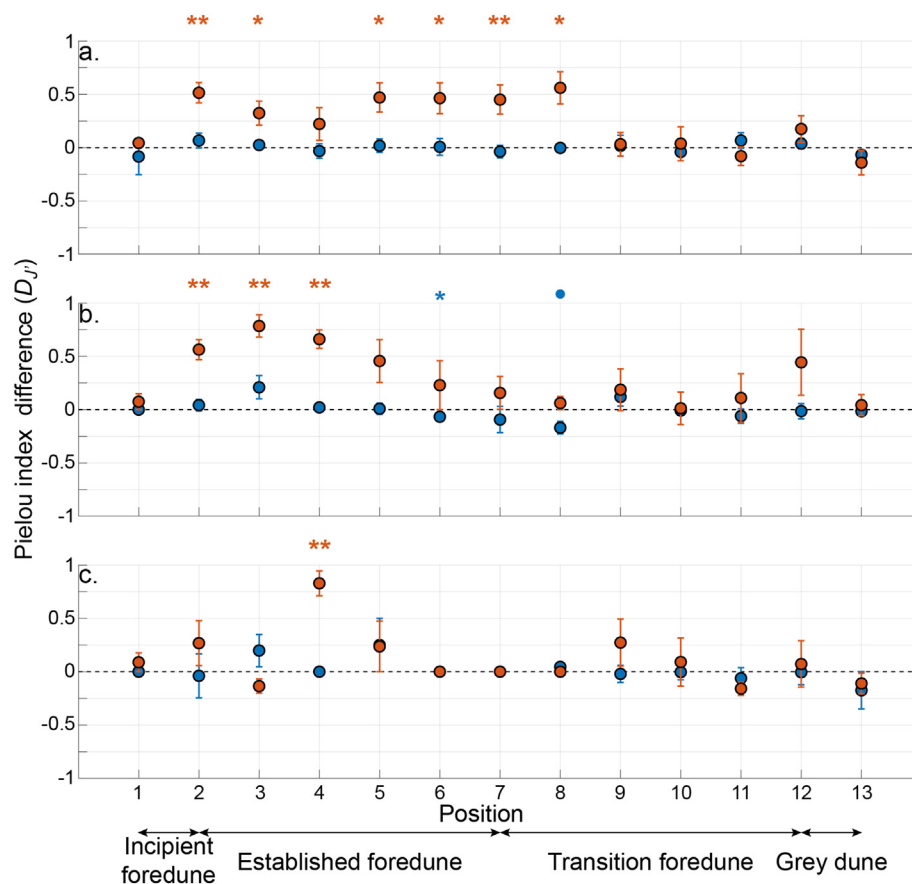 ** * * * ** *
a.
1
0.5
0
-0.5
-1
** ** ** *
b.
1
0.5
0
-0.5
-1
**
c.
1
0.5
0
-0.5
-1
Pielou index difference (DJ')
1 2 3 4 5 6 7 8 9 10 11 12 13
Position
Incipient
foredune
Established foredune
Transition foredune
Grey dune